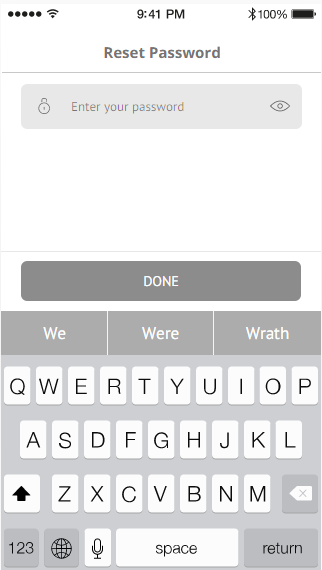 9:41 PM 100%
Reset Password
Enter your password
DONE
We Were Wrath
Q W E R T Y U I O P
A S D F G H J K L
Z X C V B N M
123 space return